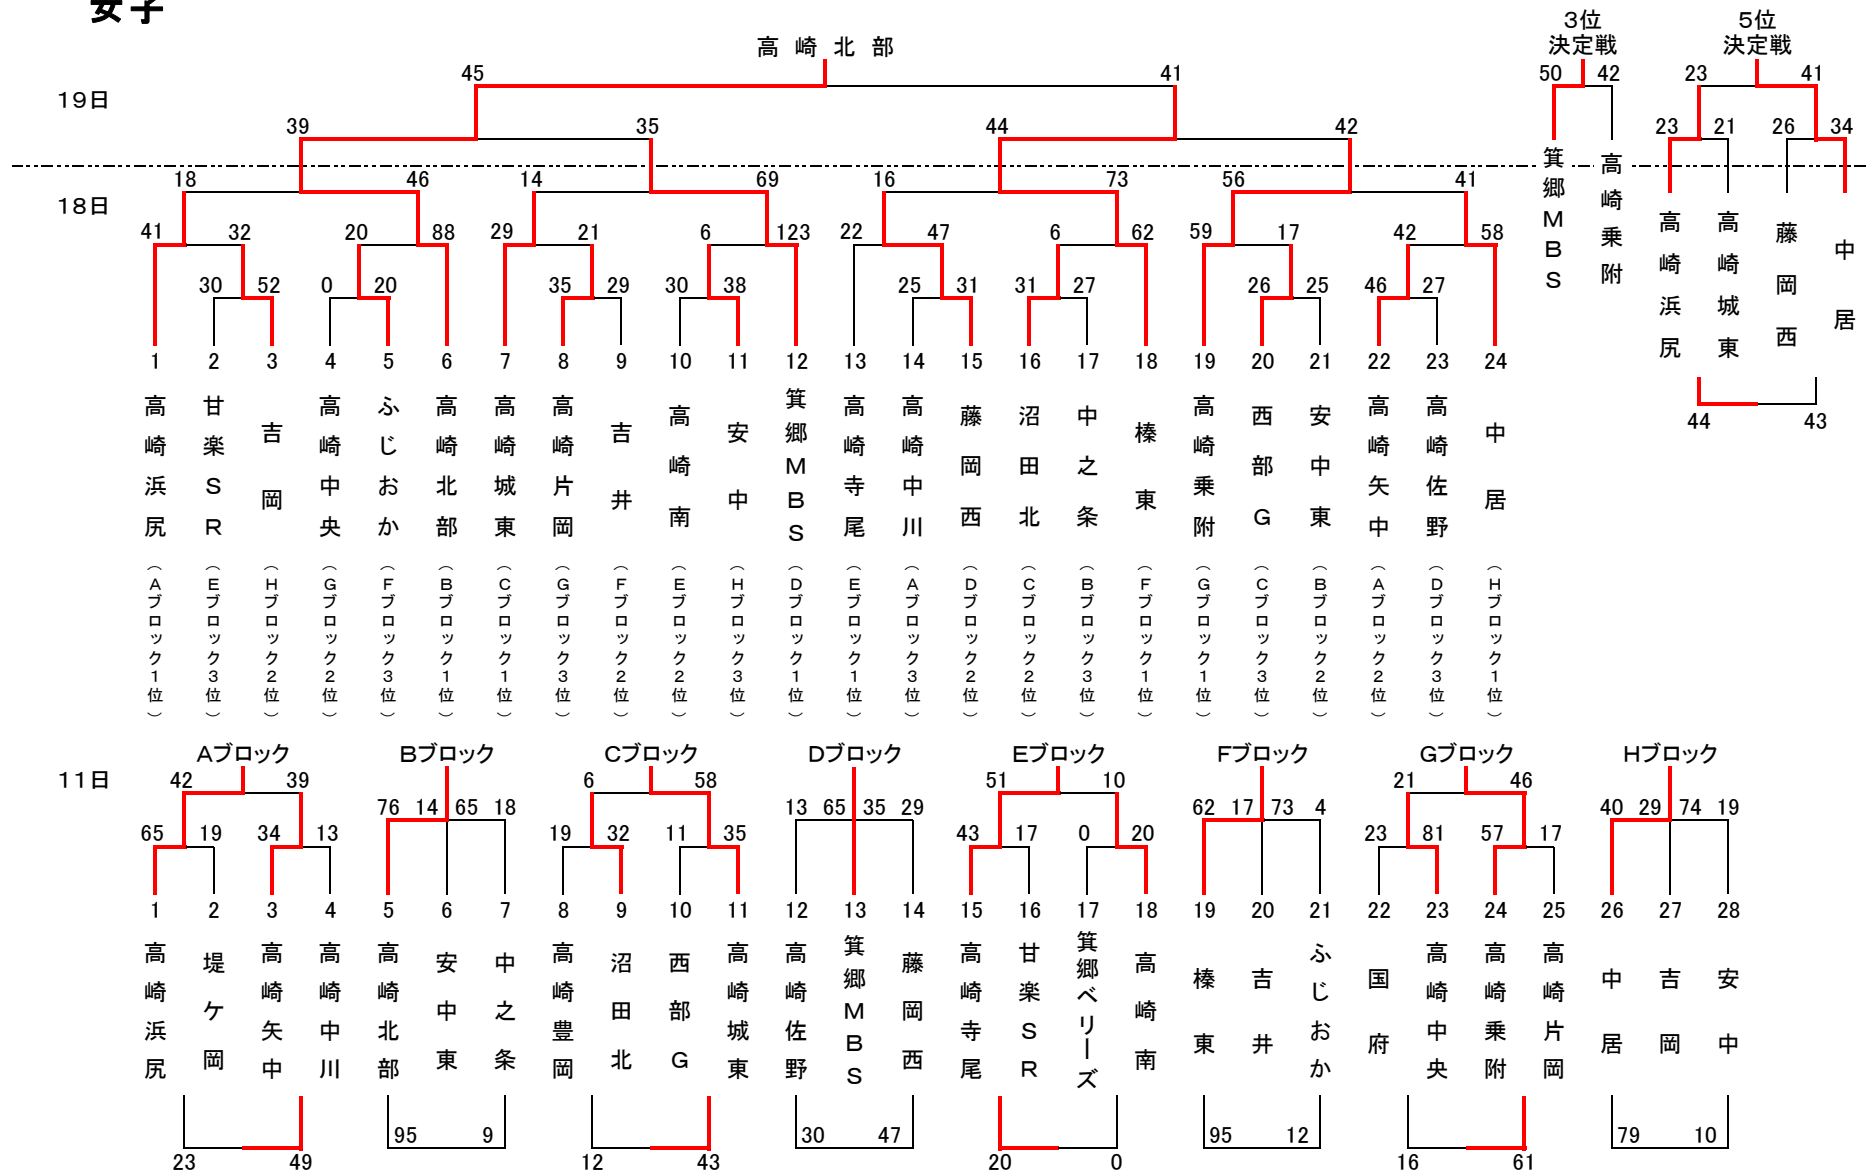 女子
3位 5位
高崎北部 決定戦 決定戦
45 41 50 42 23 41
19日
39 35 44 42 23 21 26 34
箕郷MBS 高崎乗附
18 46 14 69 16 73 56 41
18日
高崎浜尻 高崎城東 藤岡西 中居
41 32 20 88 29 21 6 123 22 47 6 62 59 17 42 58
30 52 0 20 35 29 30 38 25 31 31 27 26 25 46 27
1 2 3 4 5 6 7 8 9 10 11 12 13 14 15 16 17 18 19 20 21 22 23 24
44 43
高崎浜尻 甘楽SR 吉岡 高崎中央 ふじおか 高崎北部 高崎城東 高崎片岡 吉井 高崎南 安中 箕郷MBS 高崎寺尾 高崎中川 藤岡西 沼田北 中之条 榛東 高崎乗附 西部G 安中東 高崎矢中 高崎佐野 中居
（Aブロック1位） （Eブロック3位） （Hブロック2位） （Gブロック2位） （Fブロック3位） （Bブロック1位） （Cブロック1位） （Gブロック3位） （Fブロック2位） （Eブロック2位） （Hブロック3位） （Dブロック1位） （Eブロック1位） （Aブロック3位） （Dブロック2位） （Cブロック2位） （Bブロック3位） （Fブロック1位） （Gブロック1位） （Cブロック3位） （Bブロック2位） （Aブロック2位） （Dブロック3位） （Hブロック1位）
Aブロック Bブロック Cブロック Dブロック Eブロック Fブロック Gブロック Hブロック
11日
42 39 6 58 51 10 21 46
76 14 65 18 13 65 35 29 62 17 73 4 40 29 74 19
65 19 34 13 19 32 11 35 43 17 0 20 23 81 57 17
1 2 3 4 5 6 7 8 9 10 11 12 13 14 15 16 17 18 19 20 21 22 23 24 25 26 27 28
高崎浜尻 堤ケ岡 高崎矢中 高崎中川 高崎北部 安中東 中之条 高崎豊岡 沼田北 西部G 高崎城東 高崎佐野 箕郷MBS 藤岡西 高崎寺尾 甘楽SR 箕郷ベリーズ 高崎南 榛東 吉井 ふじおか 国府 高崎中央 高崎乗附 高崎片岡 中居 吉岡 安中
95 9 30 47 95 12 79 10
23 49 12 43 20 0 16 61